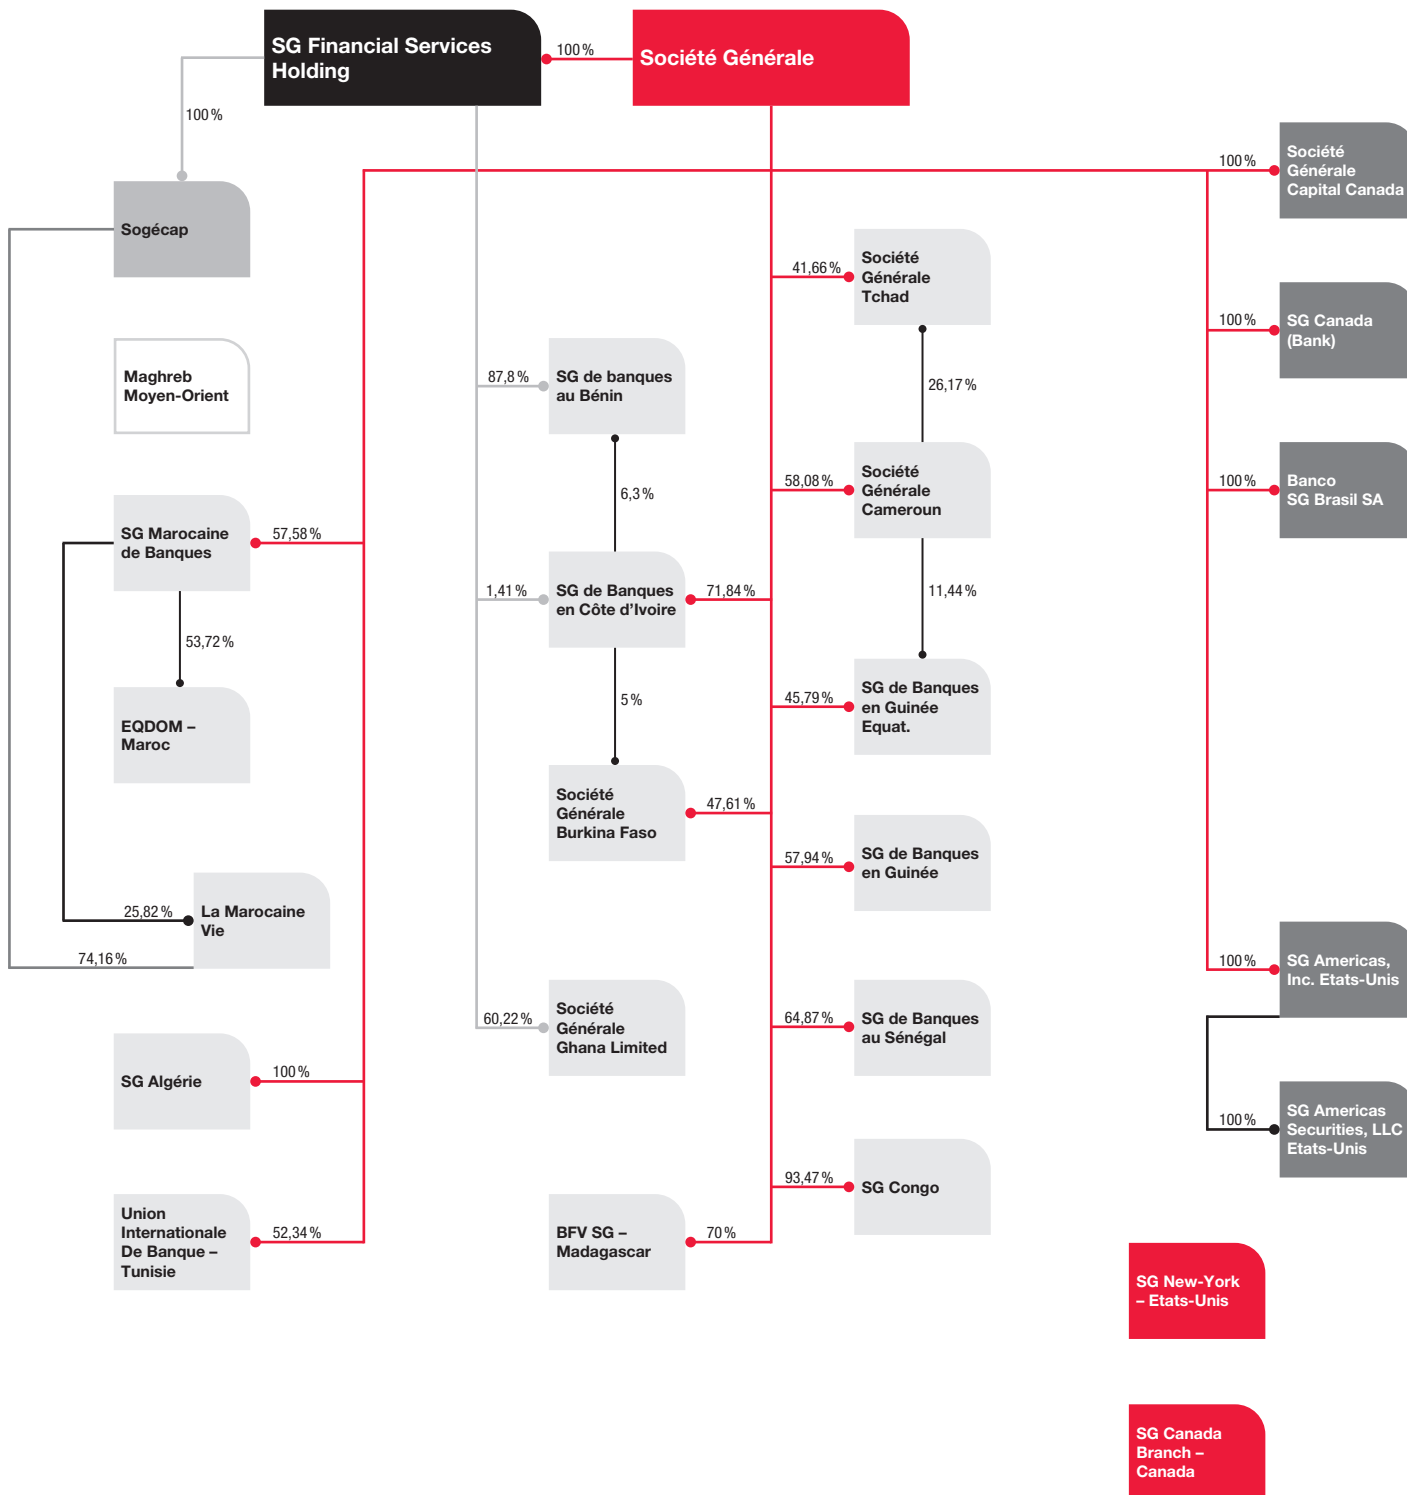 SG Financial Services
Holding
100 %
Société Générale
100 %
Sogécap
Maghreb
Moyen-Orient
SG Marocaine
de Banques
57,58 %
53,72 %
EQDOM –
Maroc
25,82 %
La Marocaine
Vie
74,16 %
SG Algérie
100 %
Union
Internationale
De Banque –
Tunisie
52,34 %
87,8 %
SG de banques
au Bénin
6,3 %
1,41 %
SG de Banques
en Côte d’Ivoire
71,84 %
5 %
Société
Générale
Burkina Faso
47,61 %
60,22 %
Société
Générale
Ghana Limited
BFV SG –
Madagascar
70 %
41,66 %
Société
Générale
Tchad
26,17 %
58,08 %
Société
Générale
Cameroun
11,44 %
45,79 %
SG de Banques
en Guinée
Equat.
57,94 %
SG de Banques
en Guinée
64,87 %
SG de Banques
au Sénégal
93,47 %
SG Congo
100 %
Société
Générale
Capital Canada
100 %
SG Canada
(Bank)
100 %
Banco
SG Brasil SA
100 %
SG Americas,
Inc. Etats-Unis
100 %
SG Americas
Securities, LLC
Etats-Unis
SG New-York
– Etats-Unis
SG Canada
Branch –
Canada